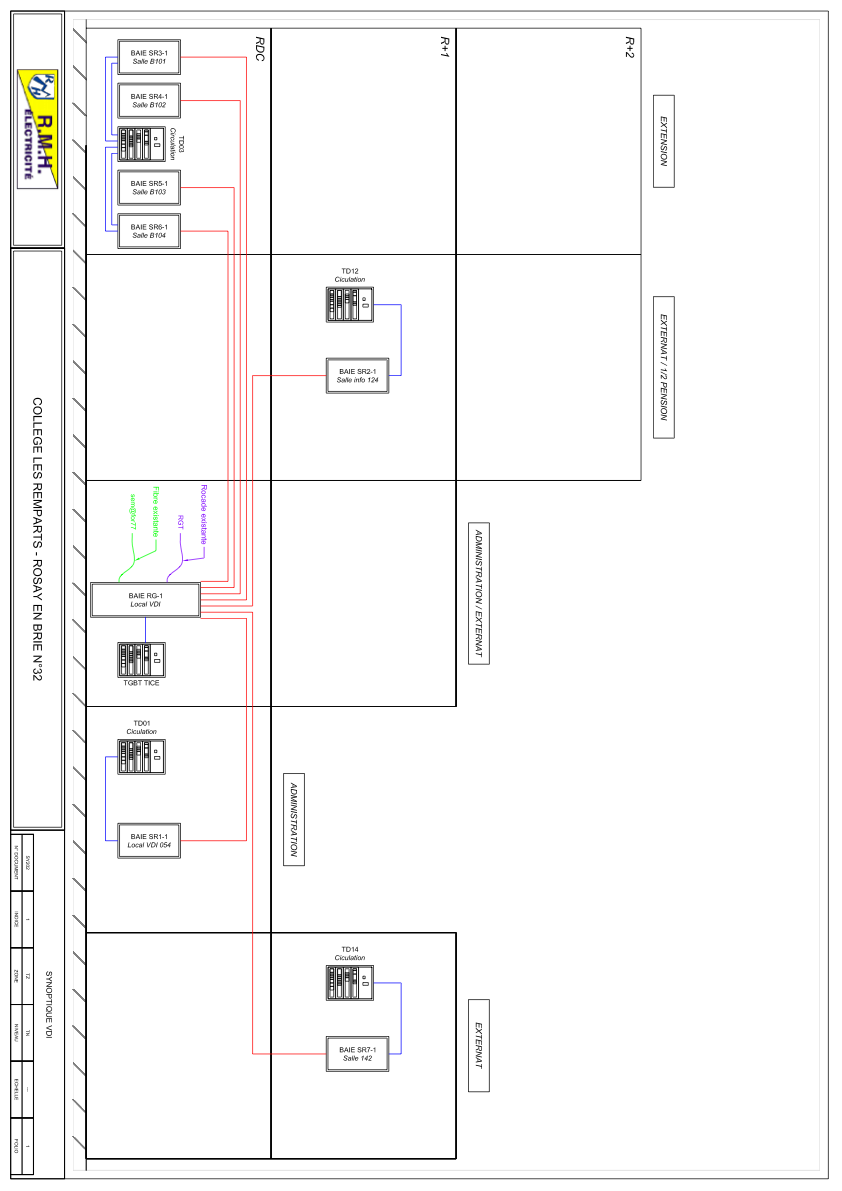 R+2
R+1
RDC
EXTENSION
BAIE SR3-1
Salle B101
BAIE SR4-1
Salle B102
TD03
Circulation
BAIE SR5-1
Salle B103
BAIE SR6-1
Salle B104
EXTERNAT / 1/2 PENSION
TD12
Ciculation
BAIE SR2-1
Salle info 124
ADMINISTRATION / EXTERNAT
Rocade existante
RGT
Fibre existante
sem@for77
BAIE RG-1
Local VDI
TGBT TICE
ADMINISTRATION
TD01
Ciculation
BAIE SR1-1
Local VDI 054
EXTERNAT
TD14
Ciculation
BAIE SR7-1
Salle 142
R.M.H.
ÉLECTRICITÉ
COLLEGE LES REMPARTS - ROSAY EN BRIE N°32
SYNOPTIQUE VDI
1
TZ
TN
---
1
N° DOCUMENT
INDICE
ZONE
NIVEAU
ECHELLE
FOLIO